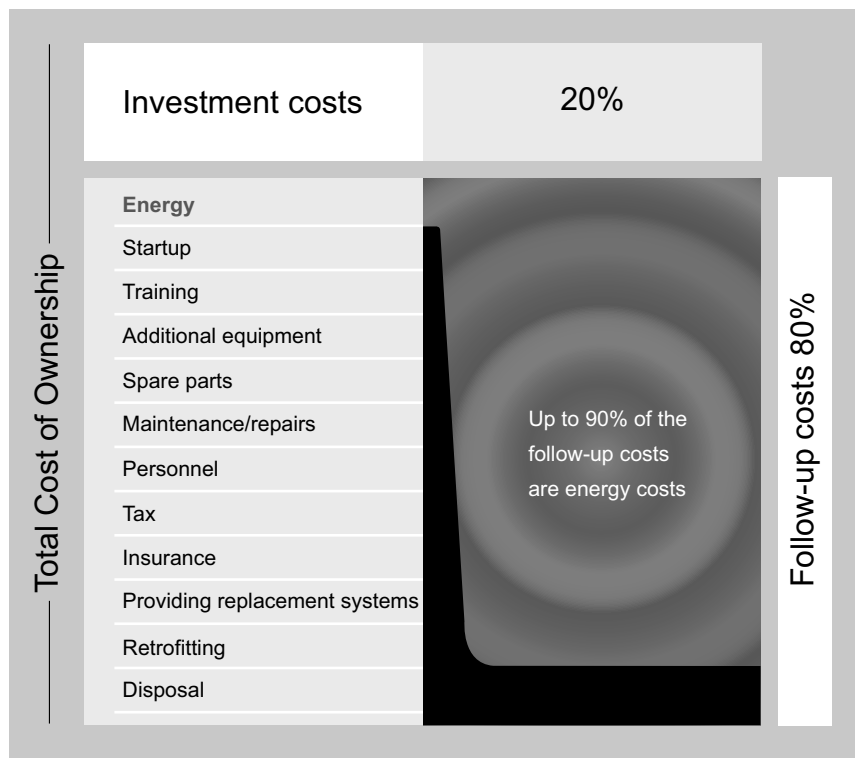 Total Cost of Ownership
Investment costs
20%
Energy
Startup
Training
Additional equipment
Spare parts
Maintenance/repairs
Personnel
Tax
Insurance
Providing replacement systems
Retrofitting
Disposal
Up to 90% of the
follow-up costs
are energy costs
Follow-up costs 80%